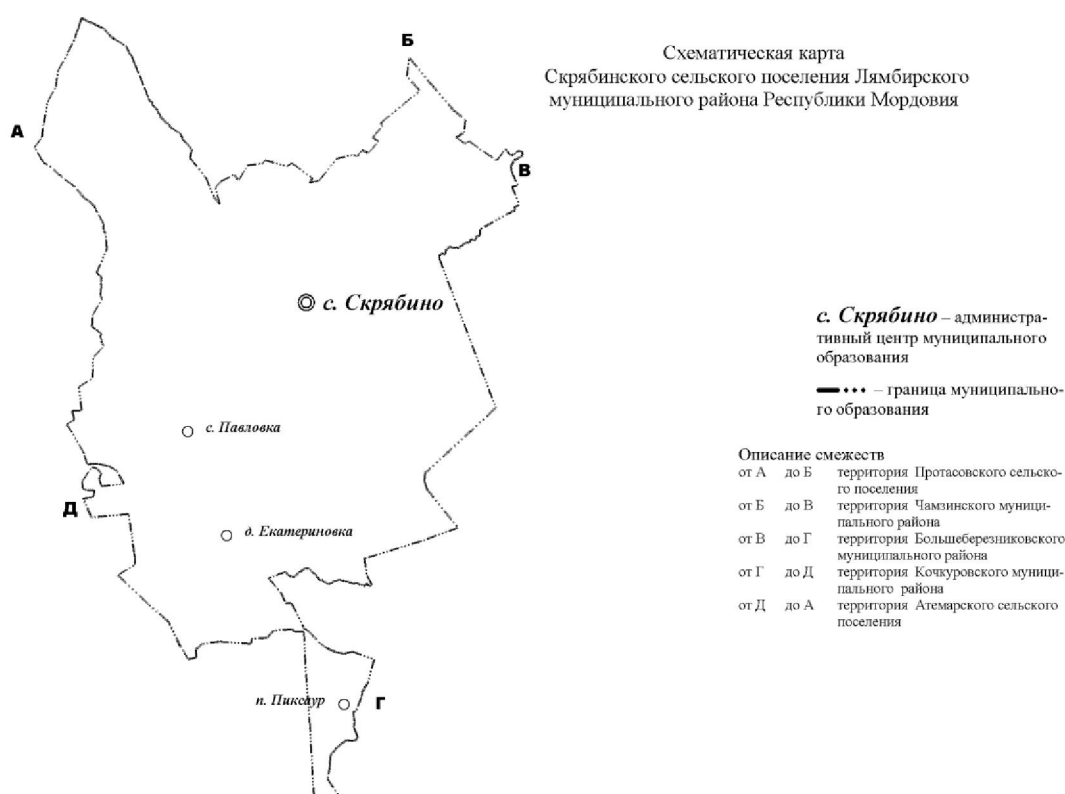 Схематическая карта
Скрябинского сельского поселения Лямбирского
муниципального района Республики Мордовия
Б
А
В
с. Скрябино
с. Павловка
Д
д. Екатериновка
п. Пиксаур
Г
с. Скрябино – администра-
тивный центр муниципального
образования
– граница муниципально-
го образования
Описание смежеств
от А до Б территория Протасовского сельско-
го поселения
от Б до В территория Чамзинского муници-
пального района
от В до Г территория Большеберезниковского
муниципального района
от Г до Д территория Кочкуровского муници-
пального района
от Д до А территория Атемарского сельского
поселения